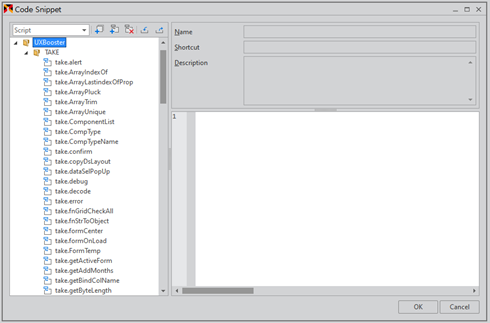 Code Snippet
Script
UXBooster
TAKE
take.alert
take.ArrayIndexOf
take.ArrayLastindexOfProp
take.ArrayPluck
take.ArrayTrim
take.ArrayUnique
take.ComponentList
take.CompType
take.CompTypeName
take.confirm
take.copyDsLayout
take.dataSelPopUp
take.debug
take.decode
take.error
take.fnGridCheckAll
take.fnStrToObject
take.formCenter
take.formOnLoad
take.FormTemp
take.getActiveForm
take.getAddMonths
take.getBindColName
take.getByteLength
Name
Shortcut
Description
1
OK
Cancel